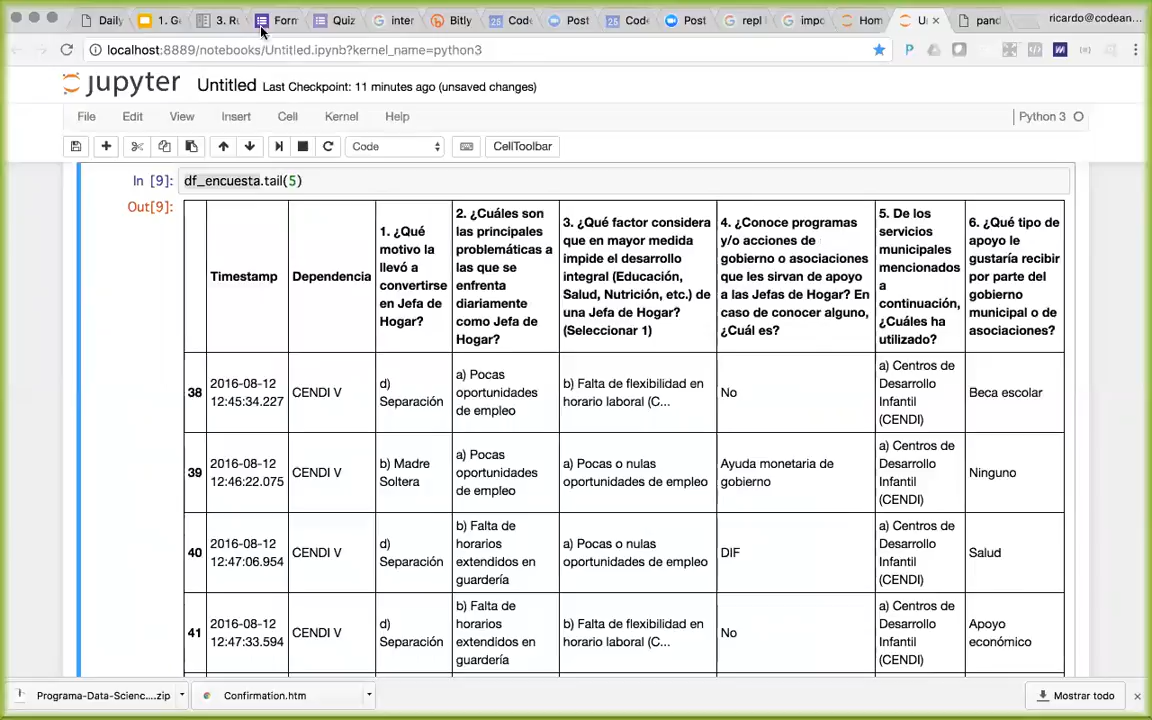 Daily
1. Ge
3. Ru
Form
Quiz
inter
Bitly
Code
Post
Code
Post
repl
impo
Hom
Un
pand
ricardo@codean...
localhost:8889/notebooks/Untitled.ipynb?kernel_name=python3
jupyter Untitled Last Checkpoint: 11 minutes ago (unsaved changes)
File Edit View Insert Cell Kernel Help
Python 3
Code
CellToolbar
In [9]: df_encuesta.tail(5)
Out[9]:
Timestamp
Dependencia
1. ¿Qué
motivo la
llevó a
convertirse
en Jefa de
Hogar?
2. ¿Cuáles son
las principales
problemáticas a
las que se
enfrenta
diariamente
como Jefa de
Hogar?
3. ¿Qué factor considera
que en mayor medida
impide el desarrollo
integral (Educación,
Salud, Nutrición, etc.) de
una Jefa de Hogar?
(Seleccionar 1)
4. ¿Conoce programas
y/o acciones de
gobierno o asociaciones
que les sirvan de apoyo
a las Jefas de Hogar? En
caso de conocer alguno,
¿Cuál es?
5. De los
servicios
municipales
mencionados
a
continuación,
¿Cuáles ha
utilizado?
6. ¿Qué tipo de
apoyo le
gustaría recibir
por parte del
gobierno
municipal o de
asociaciones?
38
2016-08-12
12:45:34.227
CENDI V
d)
Separación
a) Pocas
oportunidades
de empleo
b) Falta de flexibilidad en
horario laboral (C...
No
a) Centros de
Desarrollo
Infantil
(CENDI)
Beca escolar
39
2016-08-12
12:46:22.075
CENDI V
b) Madre
Soltera
a) Pocas
oportunidades
de empleo
a) Pocas o nulas
oportunidades de empleo
Ayuda monetaria de
gobierno
a) Centros de
Desarrollo
Infantil
(CENDI)
Ninguno
40
2016-08-12
12:47:06.954
CENDI V
d)
Separación
b) Falta de
horarios
extendidos en
guardería
a) Pocas o nulas
oportunidades de empleo
DIF
a) Centros de
Desarrollo
Infantil
(CENDI)
Salud
41
2016-08-12
12:47:33.594
CENDI V
d)
Separación
b) Falta de
horarios
extendidos en
guardería
b) Falta de flexibilidad en
horario laboral (C...
No
a) Centros de
Desarrollo
Infantil
(CENDI)
Apoyo
económico
Programa-Data-Scienc....zip
Confirmation.htm
Mostrar todo